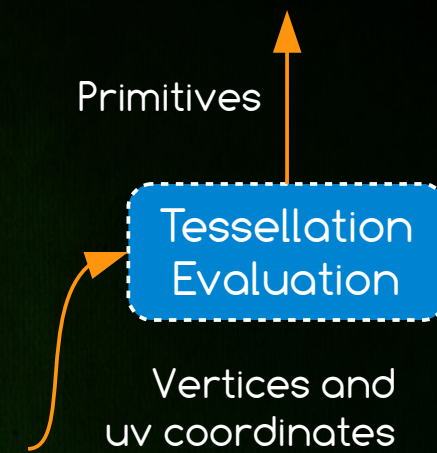 Primitives
Tessellation
Evaluation
Vertices and
uv coordinates